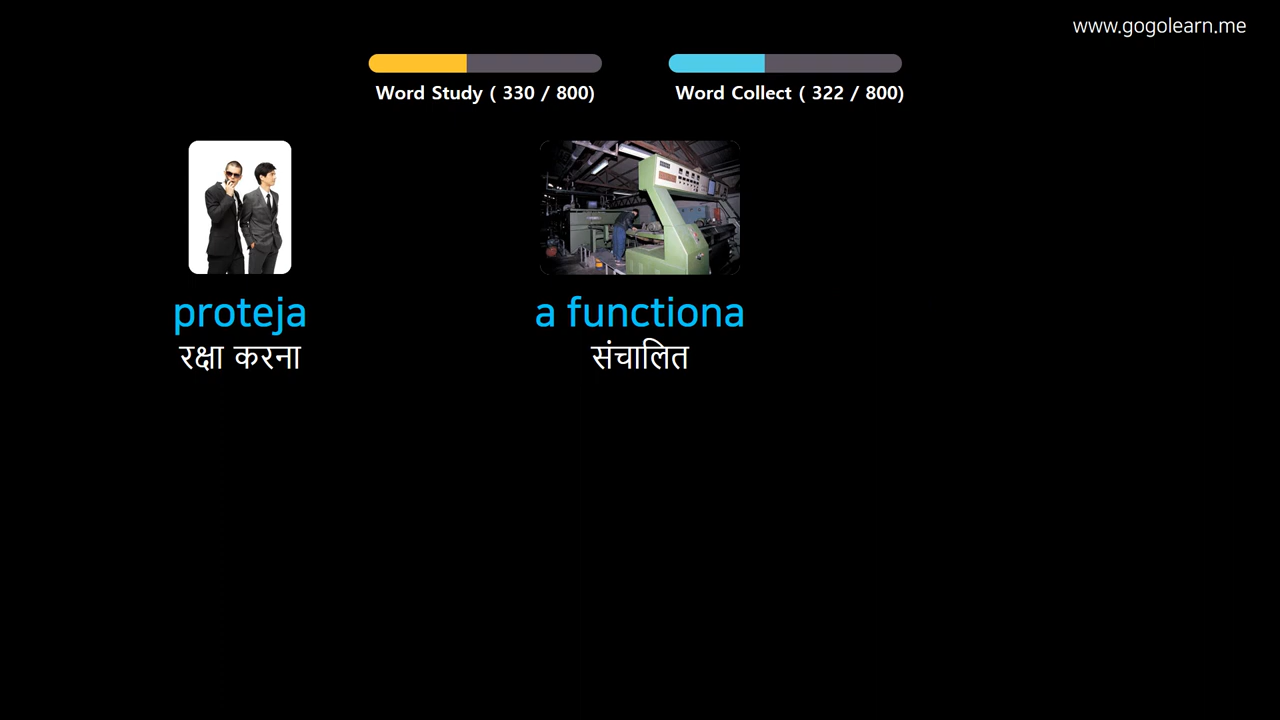 www.gogolearn.me
Word Study ( 330 / 800)
Word Collect ( 322 / 800)
proteja
रक्षा करना
a functiona
संचालित